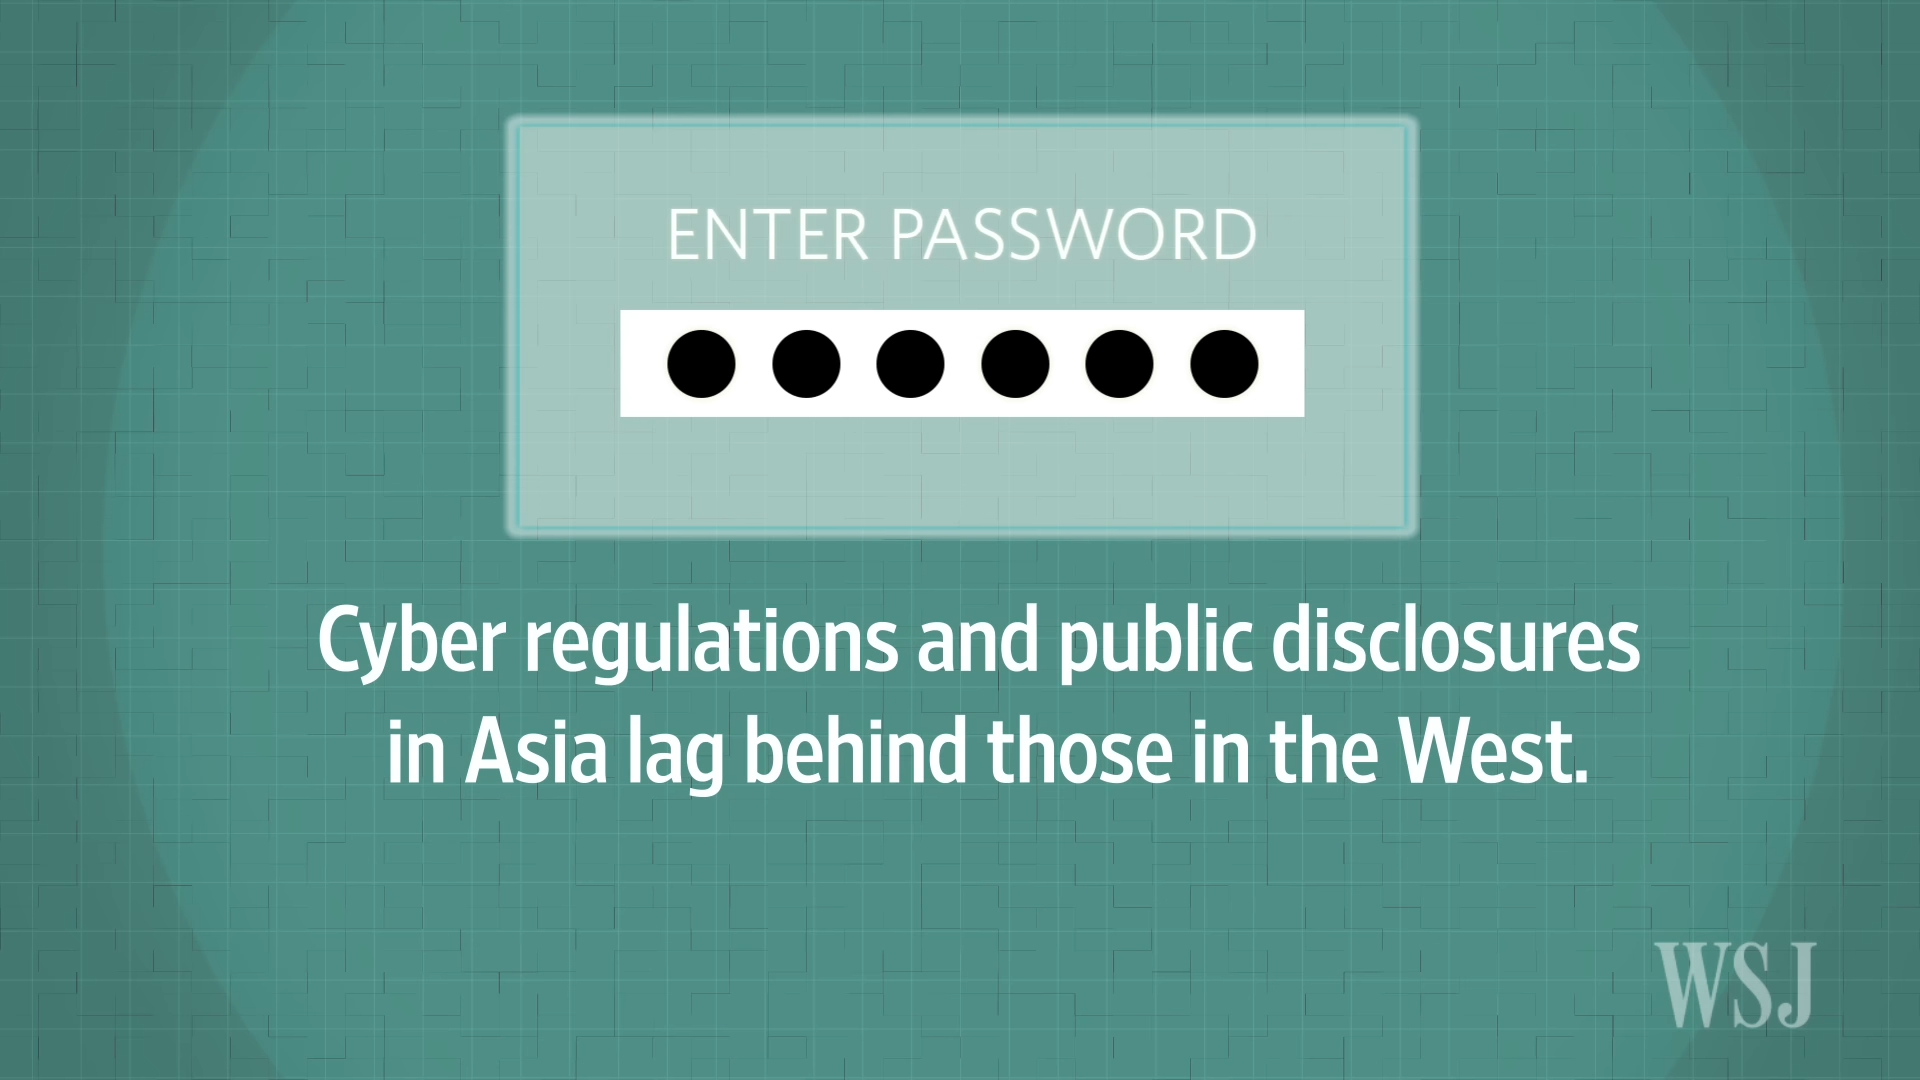 ENTER PASSWORD
Cyber regulations and public disclosures
in Asia lag behind those in the West.
WSJ